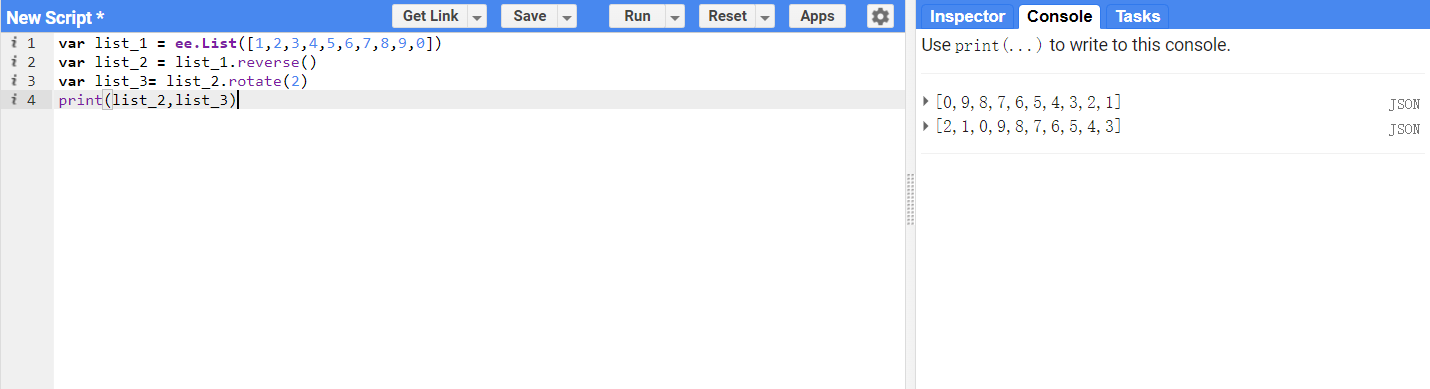 New Script *
Get Link Save Run Reset Apps
i 1 var list_1 = ee.List([1,2,3,4,5,6,7,8,9,0])
i 2 var list_2 = list_1.reverse()
i 3 var list_3= list_2.rotate(2)
i 4 print(list_2,list_3)
Inspector Console Tasks
Use print(...) to write to this console.
[0,9,8,7,6,5,4,3,2,1] JSON
[2,1,0,9,8,7,6,5,4,3] JSON